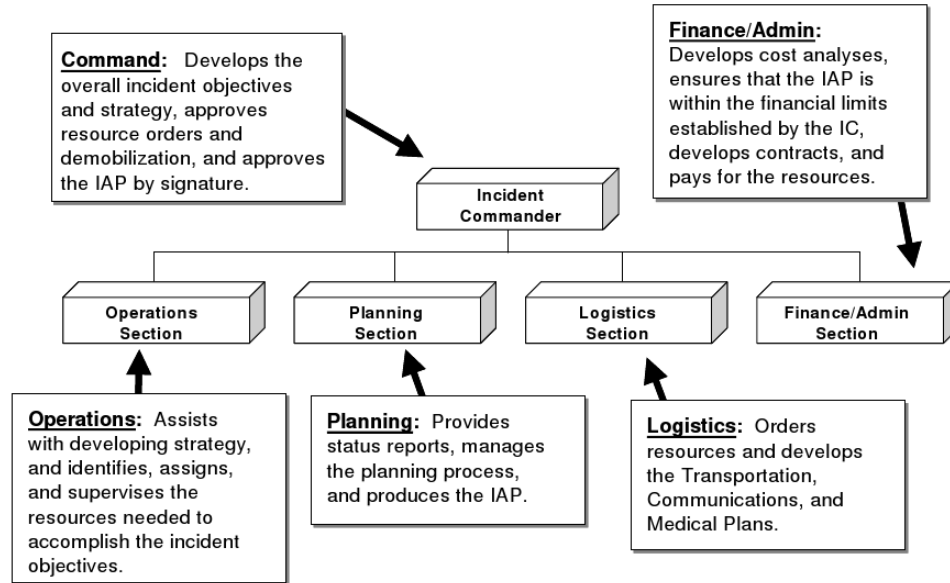 Command: Develops the
overall incident objectives
and strategy, approves
resource orders and
demobilization, and approves
the IAP by signature.
Finance/Admin:
Develops cost analyses,
ensures that the IAP is
within the financial limits
established by the IC,
develops contracts, and
pays for the resources.
Incident
Commander
Operations
Section
Planning
Section
Logistics
Section
Finance/Admin
Section
Operations: Assists
with developing strategy,
and identifies, assigns,
and supervises the
resources needed to
accomplish the incident
objectives.
Planning: Provides
status reports, manages
the planning process,
and produces the IAP.
Logistics: Orders
resources and develops
the Transportation,
Communications, and
Medical Plans.